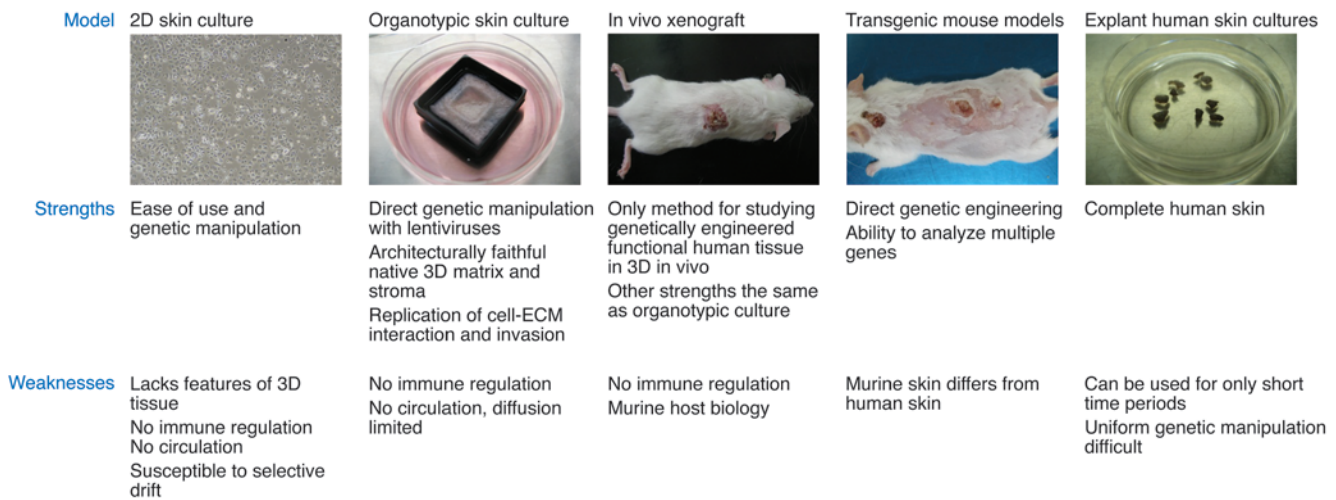 Model
2D skin culture
Organotypic skin culture
In vivo xenograft
Transgenic mouse models
Explant human skin cultures
Strengths
Ease of use and
genetic manipulation
Direct genetic manipulation
with lentiviruses
Architecturally faithful
native 3D matrix and
stroma
Replication of cell-ECM
interaction and invasion
Only method for studying
genetically engineered
functional human tissue
in 3D in vivo
Other strengths the same
as organotypic culture
Direct genetic engineering
Ability to analyze multiple
genes
Complete human skin
Weaknesses
Lacks features of 3D
tissue
No immune regulation
No circulation
Susceptible to selective
drift
No immune regulation
No circulation, diffusion
limited
No immune regulation
Murine host biology
Murine skin differs from
human skin
Can be used for only short
time periods
Uniform genetic manipulation
difficult